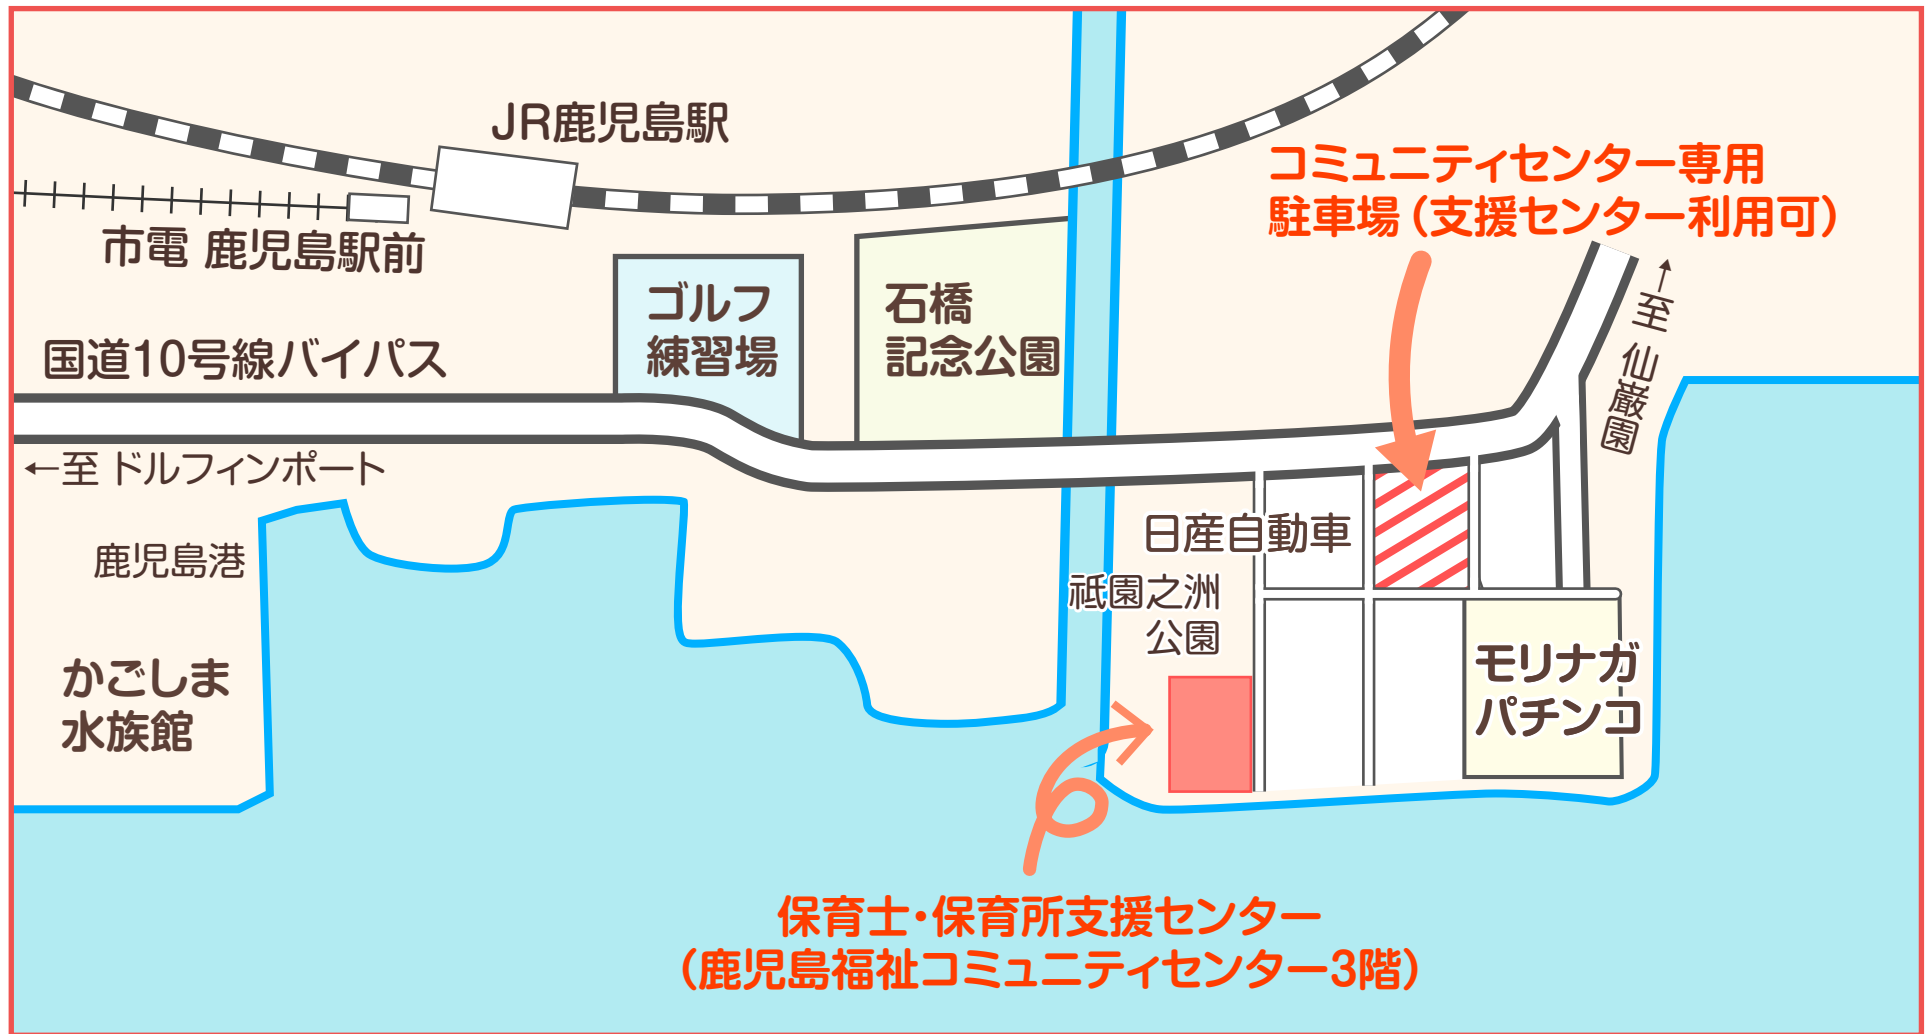 JR鹿児島駅
コミュニティセンター専用
駐車場（支援センター利用可）
市電 鹿児島駅前
ゴルフ
練習場
石橋
記念公園
国道10号線バイパス
←至 仙巌園
←至 ドルフィンポート
鹿児島港
日産自動車
祇園之洲
公園
かごしま
水族館
モリナガ
パチンコ
保育士・保育所支援センター
（鹿児島福祉コミュニティセンター3階）